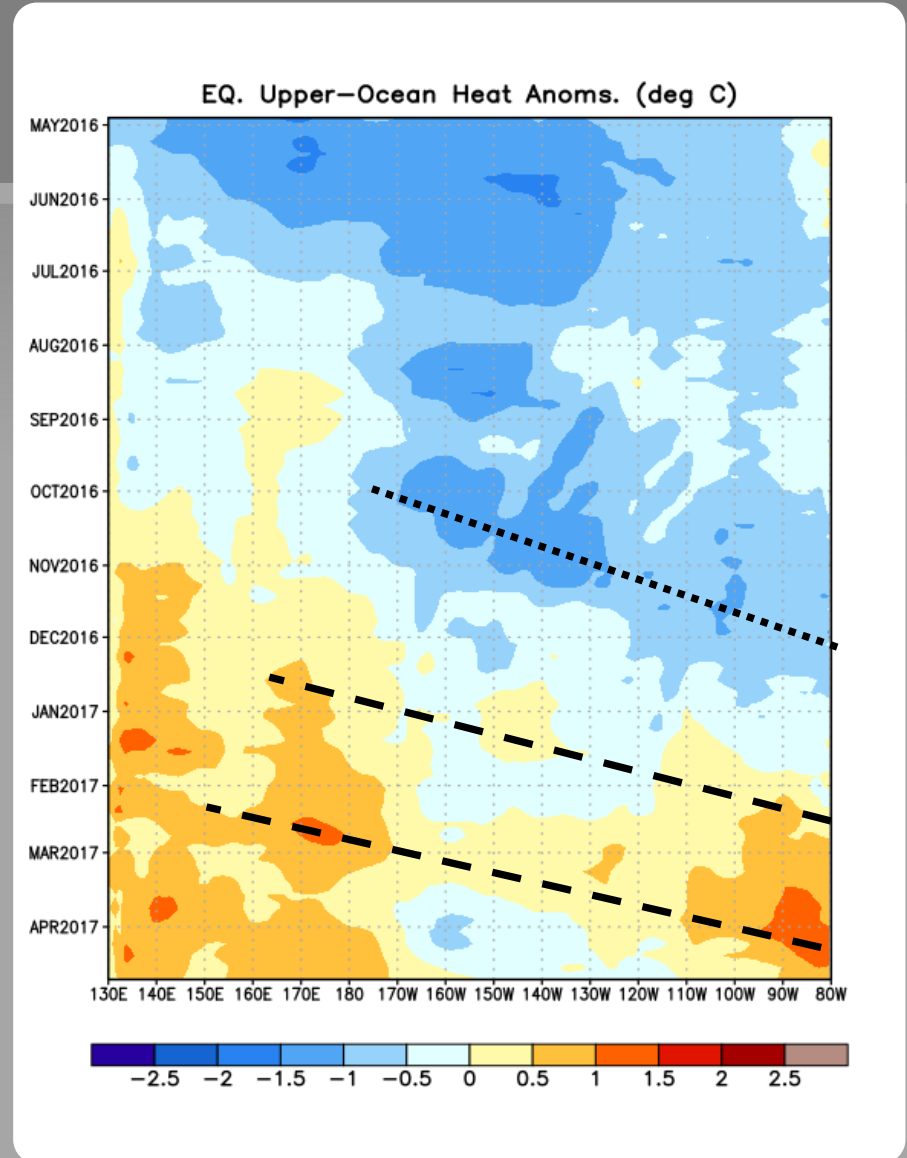 EQ. Upper-Ocean Heat Anoms. (deg C)
MAY2016
JUN2016
JUL2016
AUG2016
SEP2016
OCT2016
NOV2016
DEC2016
JAN2017
FEB2017
MAR2017
APR2017
130E 140E 150E 160E 170E 180 170W 160W 150W 140W 130W 120W 110W 100W 90W 80W
−2.5 −2 −1.5 −1 −0.5 0 0.5 1 1.5 2 2.5